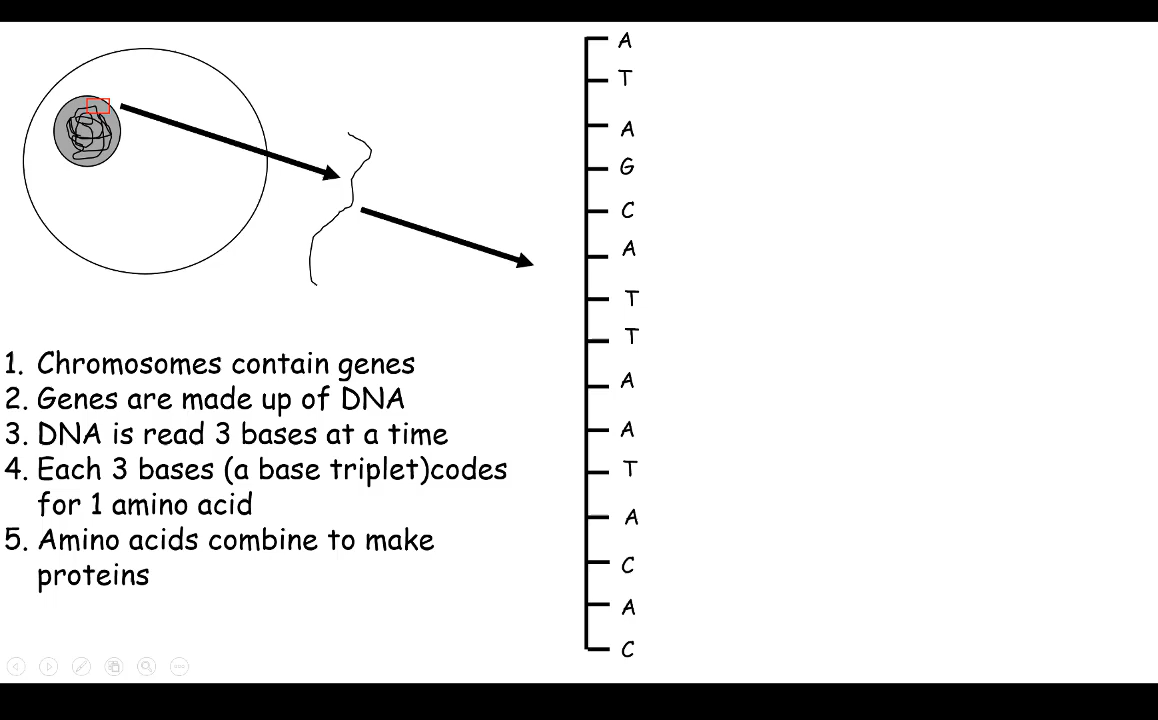 1. Chromosomes contain genes
2. Genes are made up of DNA
3. DNA is read 3 bases at a time
4. Each 3 bases (a base triplet)codes
for 1 amino acid
5. Amino acids combine to make
proteins
A
T
A
G
C
A
T
T
A
A
T
A
C
A
C